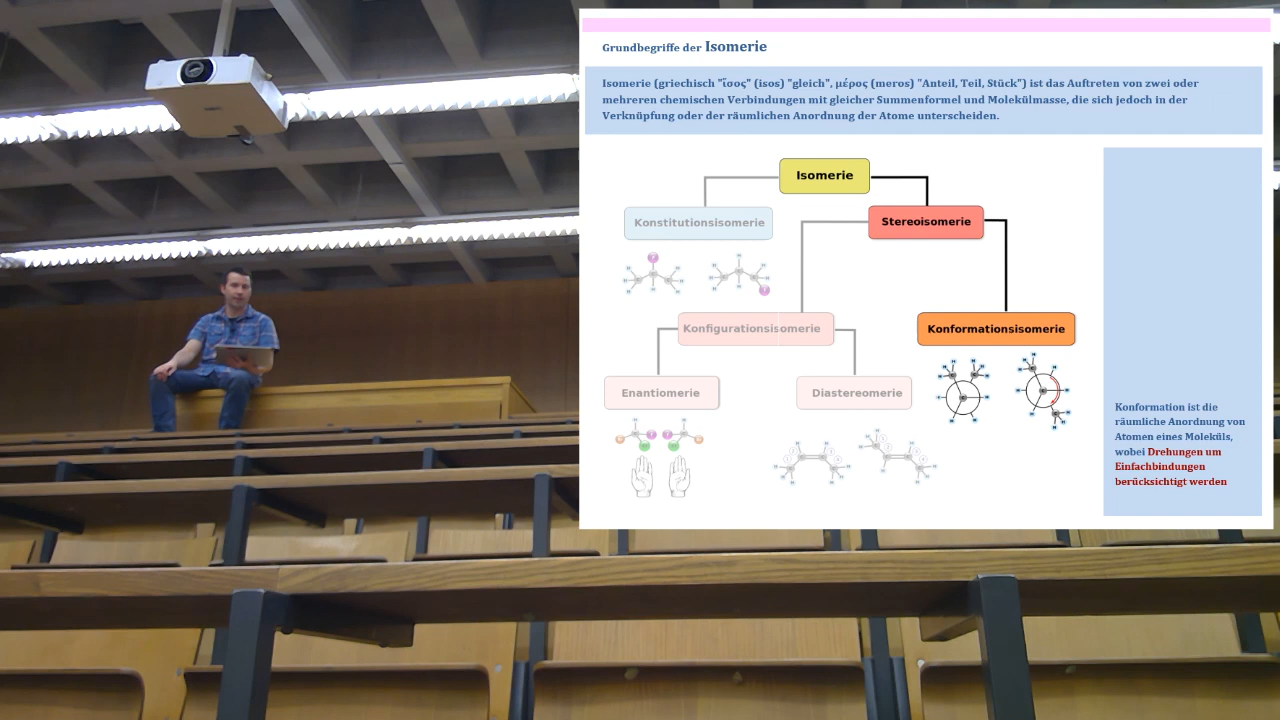 Grundbegriffe der Isomerie
Isomerie (griechisch "ἴσος" (isos) "gleich", μέρος (meros) "Anteil, Teil, Stück") ist das Auftreten von zwei oder
mehreren chemischen Verbindungen mit gleicher Summenformel und Molekülmasse, die sich jedoch in der
Verknüpfung oder der räumlichen Anordnung der Atome unterscheiden.
Isomerie
Konstitutionsisomerie
Stereoisomerie
Konfigurationsisomerie
Konformationsisomerie
Enantiomerie
Diastereomerie
Konformation ist die
räumliche Anordnung von
Atomen eines Moleküls,
wobei Drehungen um
Einfachbindungen
berücksichtigt werden